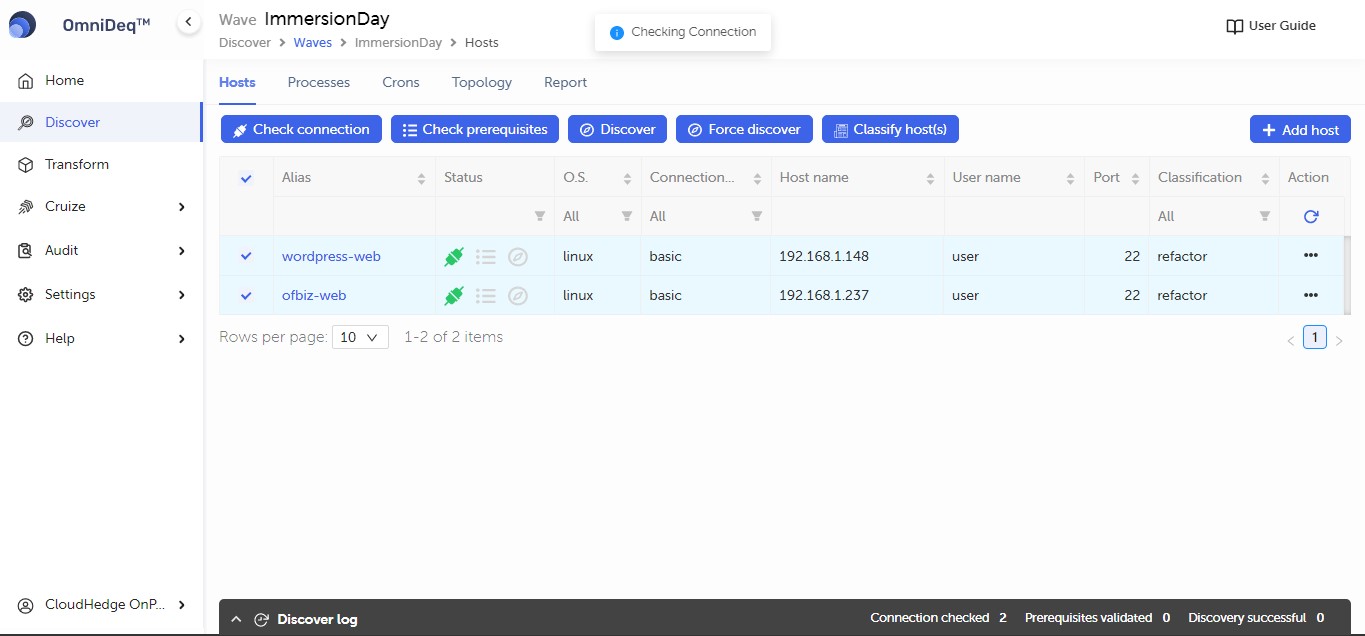 OmniDeq™
Wave ImmersionDay
Discover > Waves > ImmersionDay > Hosts
Checking Connection
User Guide
Home
Discover
Transform
Cruize
Audit
Settings
Help
CloudHedge OnP...
Hosts Processes Crons Topology Report
Check connection Check prerequisites Discover Force discover Classify host(s) + Add host
Alias Status O.S. Connection... Host name User name Port Classification Action
All All All
wordpress-web linux basic 192.168.1.148 user 22 refactor •••
ofbiz-web linux basic 192.168.1.237 user 22 refactor •••
Rows per page: 10 1-2 of 2 items < 1 >
Discover log Connection checked 2 Prerequisites validated 0 Discovery successful 0